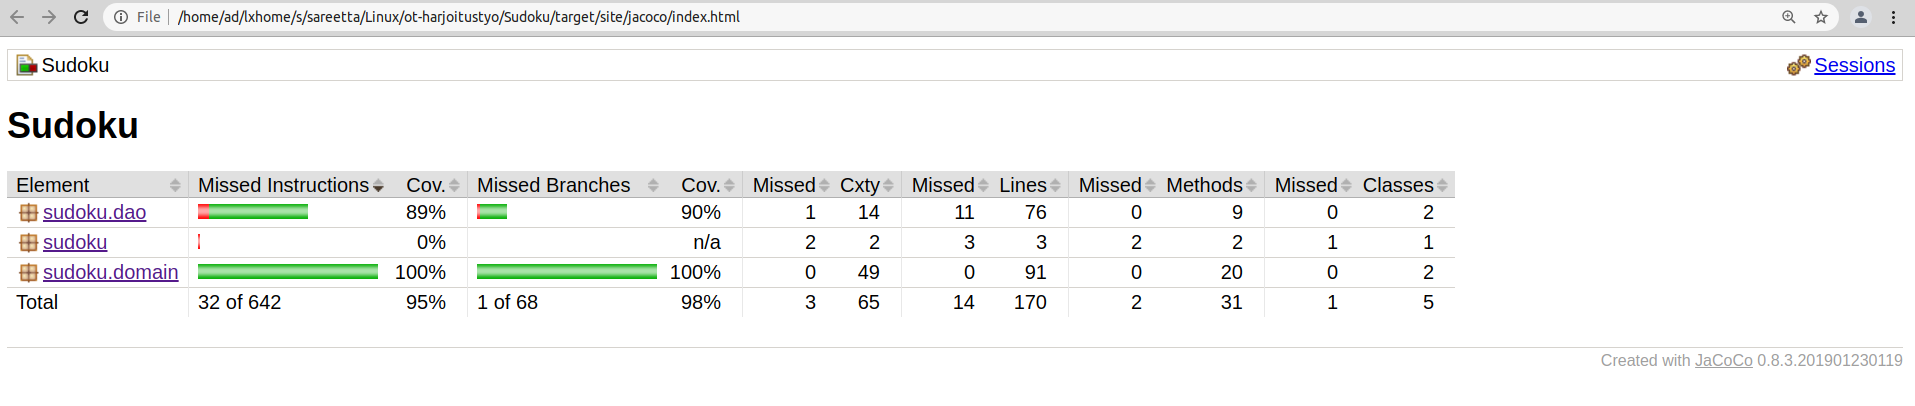 File /home/ad/lxhome/s/sareetta/Linux/ot-harjoitustyo/Sudoku/target/site/jacoco/index.html
Sudoku Sessions
Sudoku
Element Missed Instructions Cov. Missed Branches Cov. Missed Cxty Missed Lines Missed Methods Missed Classes
sudoku.dao 89% 90% 1 14 11 76 0 9 0 2
sudoku 0% n/a 2 2 3 3 2 2 1 1
sudoku.domain 100% 100% 0 49 0 91 0 20 0 2
Total 32 of 642 95% 1 of 68 98% 3 65 14 170 2 31 1 5
Created with JaCoCo 0.8.3.201901230119